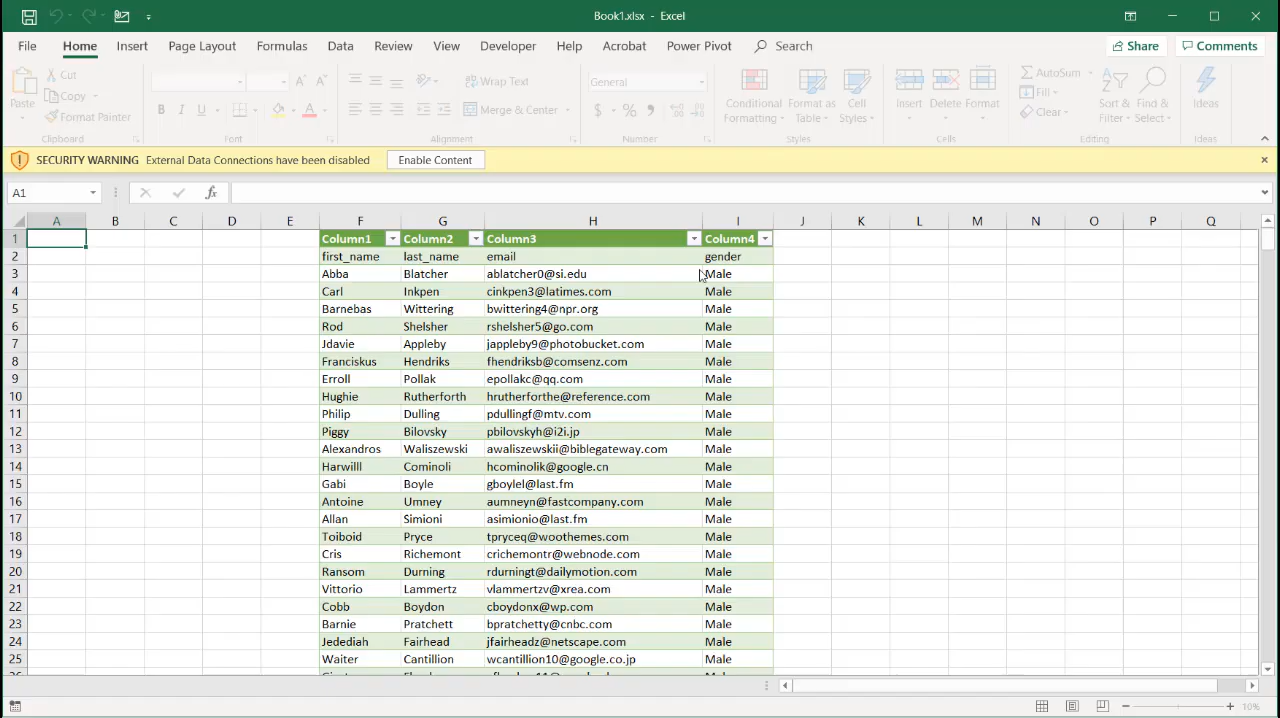 Book1.xlsx - Excel
File Home Insert Page Layout Formulas Data Review View Developer Help Acrobat Power Pivot Search Share Comments
Paste Cut Copy Format Painter Clipboard
B I U A A A Font
Wrap Text Merge & Center Alignment
General $ % Number
Conditional Formatting Format as Table Cell Styles Styles
Insert Delete Format Cells
AutoSum Fill Clear Sort & Filter Find & Select Editing
Ideas Ideas
SECURITY WARNING External Data Connections have been disabled Enable Content
A1 fx
A B C D E F G H I J K L M N O P Q
1 Column1 Column2 Column3 Column4
2 first_name last_name email gender
3 Abba Blatcher ablatcher0@si.edu Male
4 Carl Inkpen cinkpen3@latimes.com Male
5 Barnebas Wittering bwittering4@npr.org Male
6 Rod Shelsher rshelsher5@go.com Male
7 Jdavie Appleby jappleby9@photobucket.com Male
8 Franciskus Hendriks fhendriksb@comsenz.com Male
9 Erroll Pollak epollakc@qq.com Male
10 Hughie Rutherforth hrutherforthe@reference.com Male
11 Philip Dulling pdullingf@mtv.com Male
12 Piggy Bilovsky pbilovskyh@i2i.jp Male
13 Alexandros Waliszewski awaliszewskii@biblegateway.com Male
14 Harwilll Cominoli hcominolik@google.cn Male
15 Gabi Boyle gboylel@last.fm Male
16 Antoine Umney aumneyn@fastcompany.com Male
17 Allan Simioni asimionio@last.fm Male
18 Toiboid Pryce tpryceq@woothemes.com Male
19 Cris Richemont crichemontr@webnode.com Male
20 Ransom Durning rdurningt@dailymotion.com Male
21 Vittorio Lammertz vlammertzv@xrea.com Male
22 Cobb Boydon cboydonx@wp.com Male
23 Barnie Pratchett bpratchetty@cnbc.com Male
24 Jedediah Fairhead jfairheadz@netscape.com Male
25 Waiter Cantillion wcantillion10@google.co.jp Male
10%